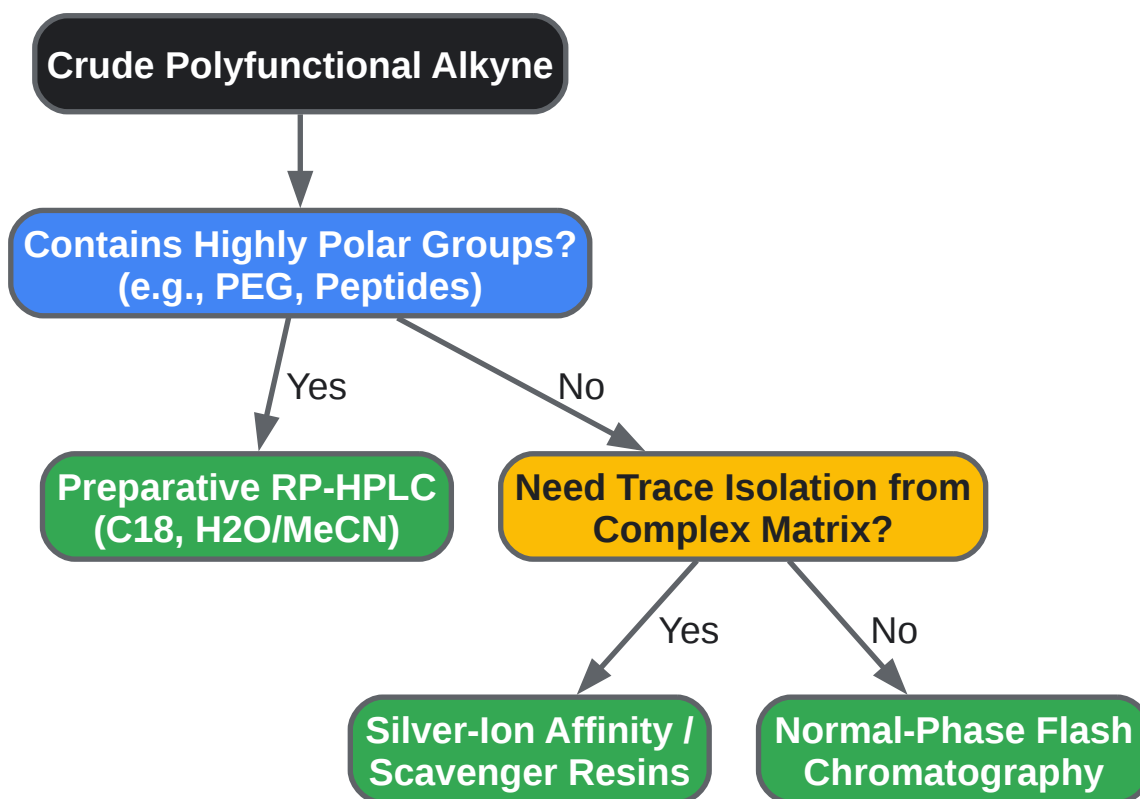 Crude Polyfunctional Alkyne
Contains Highly Polar Groups?
(e.g., PEG, Peptides)
Yes
No
Preparative RP-HPLC
(C18, H2O/MeCN)
Need Trace Isolation from
Complex Matrix?
Yes
No
Silver-Ion Affinity /
Scavenger Resins
Normal-Phase Flash
Chromatography